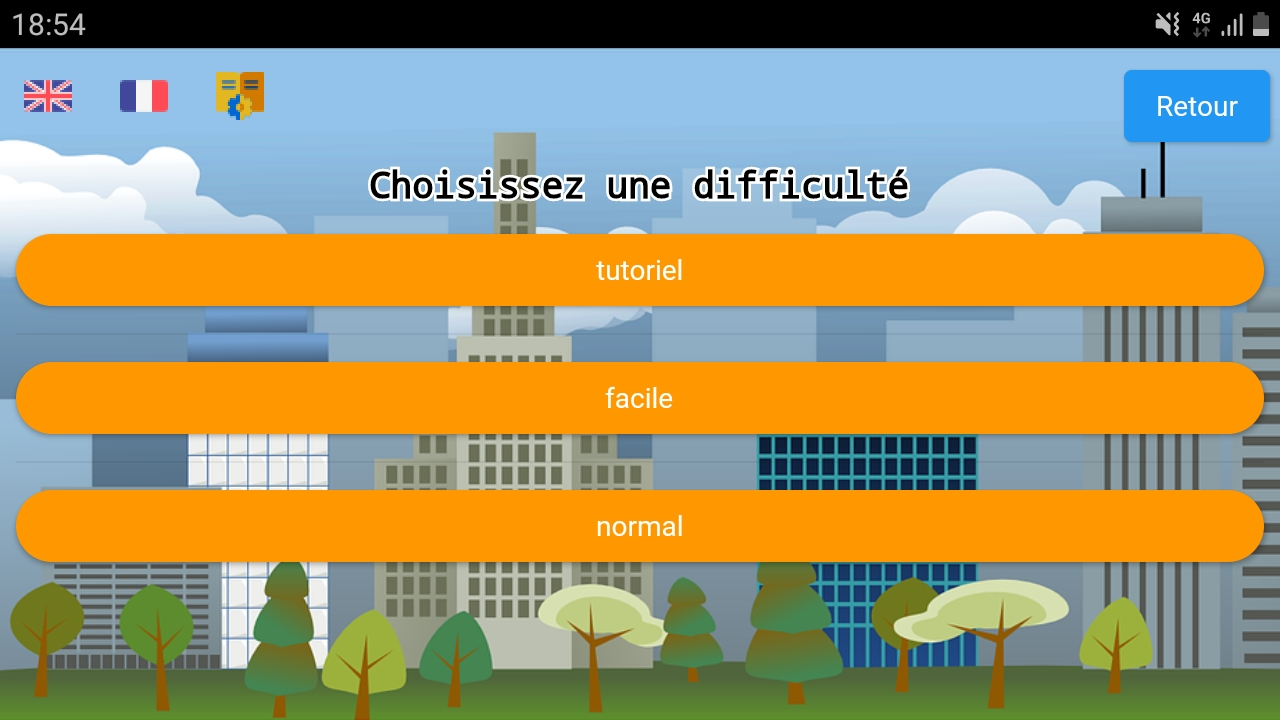 18:54
4G
Retour
Choisissez une difficulté
tutoriel
facile
normal